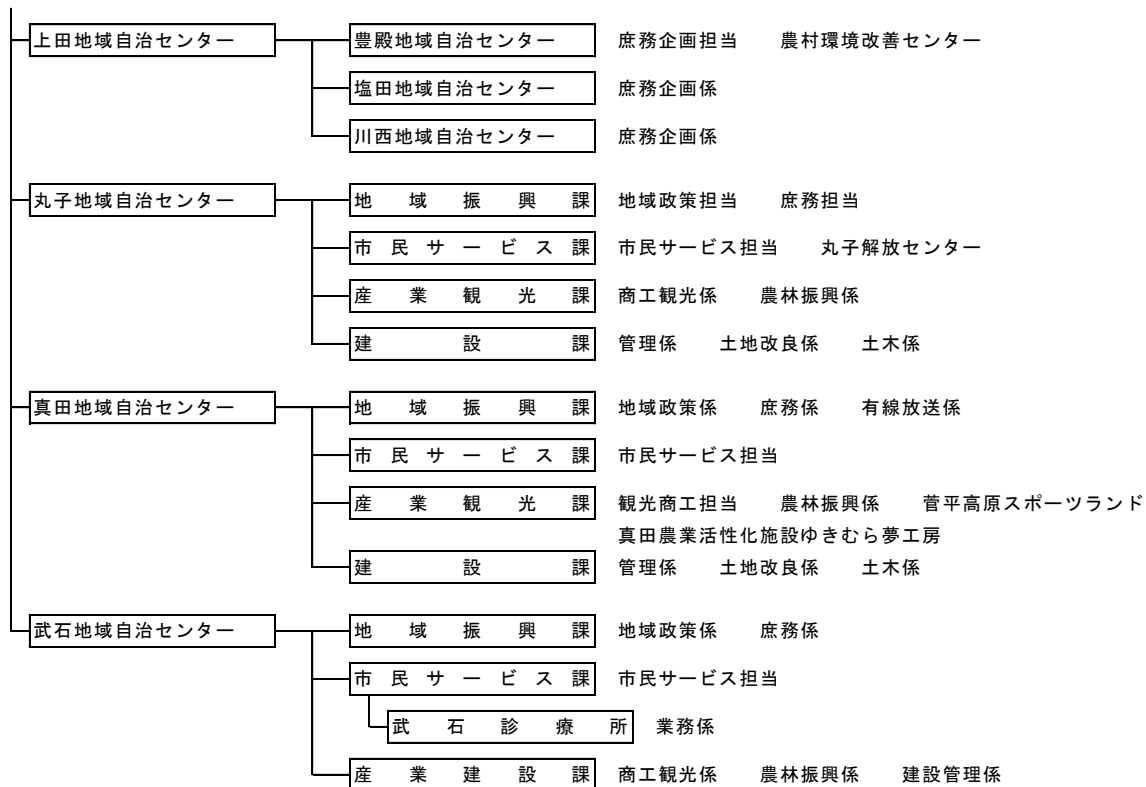 上田地域自治センター 豊殿地域自治センター 庶務企画担当 農村環境改善センター
塩田地域自治センター 庶務企画係
川西地域自治センター 庶務企画係
丸子地域自治センター 地域振興課 地域政策担当 庶務担当
市民サービス課 市民サービス担当 丸子解放センター
産業観光課 商工観光係 農林振興係
建設課 管理係 土地改良係 土木係
真田地域自治センター 地域振興課 地域政策係 庶務係 有線放送係
市民サービス課 市民サービス担当
産業観光課 観光商工担当 農林振興係 菅平高原スポーツランド
真田農業活性化施設ゆきむら夢工房
建設課 管理係 土地改良係 土木係
武石地域自治センター 地域振興課 地域政策係 庶務係
市民サービス課 市民サービス担当
武石診療所 業務係
産業建設課 商工観光係 農林振興係 建設管理係